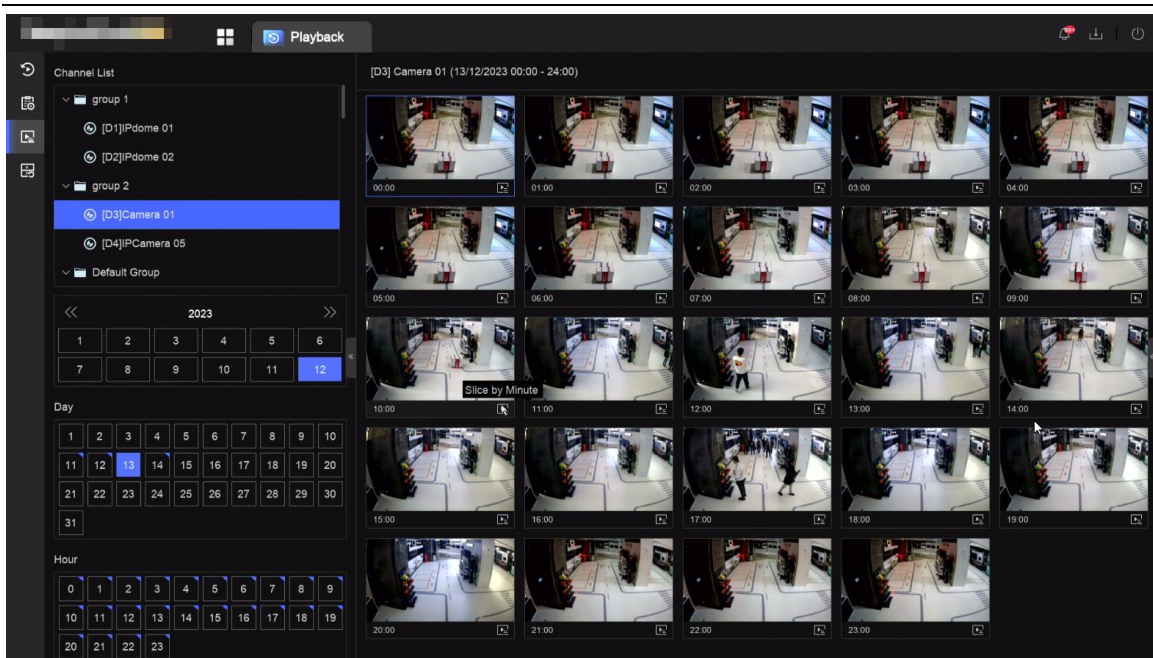 Playback
99+
Channel List
group 1
[D1]IPdome 01
[D2]IPdome 02
group 2
[D3]Camera 01
[D4]IPCamera 05
Default Group
2023
1 2 3 4 5 6
7 8 9 10 11 12
Day
1 2 3 4 5 6 7 8 9 10
11 12 13 14 15 16 17 18 19 20
21 22 23 24 25 26 27 28 29 30
31
Hour
0 1 2 3 4 5 6 7 8 9
10 11 12 13 14 15 16 17 18 19
20 21 22 23
[D3] Camera 01 (13/12/2023 00:00 - 24:00)
00:00 01:00 02:00 03:00 04:00
05:00 06:00 07:00 08:00 09:00
Slice by Minute
10:00 11:00 12:00 13:00 14:00
15:00 16:00 17:00 18:00 19:00
20:00 21:00 22:00 23:00